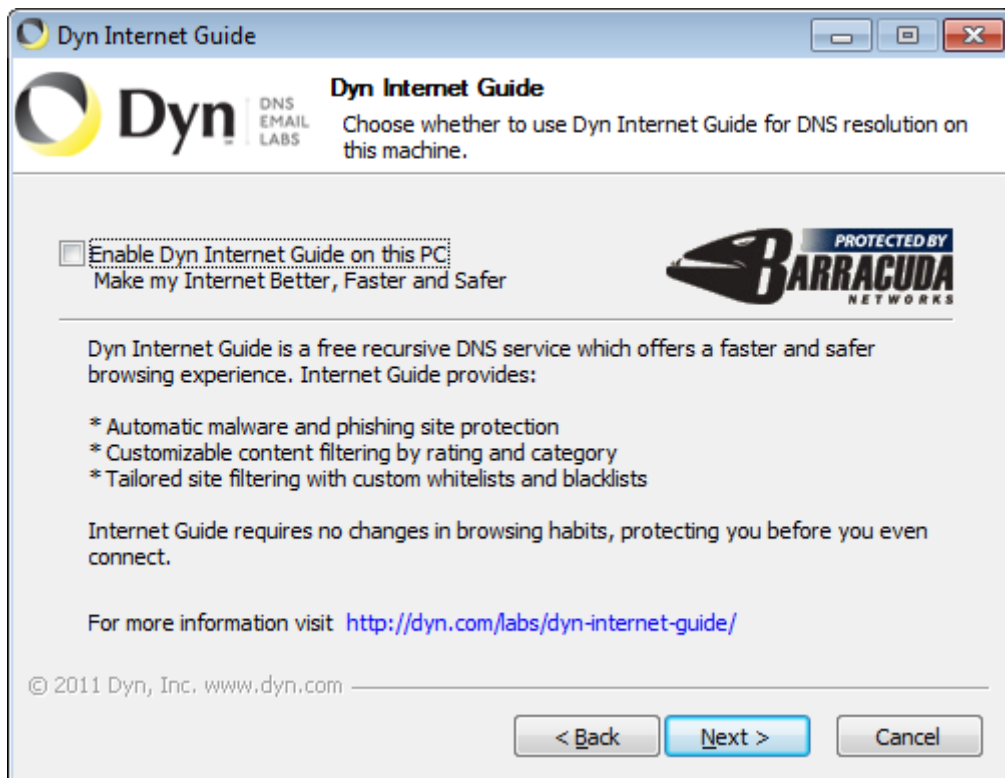 Dyn Internet Guide
Dyn
DNS
EMAIL
LABS
Dyn Internet Guide
Choose whether to use Dyn Internet Guide for DNS resolution on
this machine.
Enable Dyn Internet Guide on this PC
Make my Internet Better, Faster and Safer
PROTECTED BY
BARRACUDA
NETWORKS
Dyn Internet Guide is a free recursive DNS service which offers a faster and safer
browsing experience. Internet Guide provides:
* Automatic malware and phishing site protection
* Customizable content filtering by rating and category
* Tailored site filtering with custom whitelists and blacklists
Internet Guide requires no changes in browsing habits, protecting you before you even
connect.
For more information visit http://dyn.com/labs/dyn-internet-guide/
© 2011 Dyn, Inc. www.dyn.com
< Back
Next >
Cancel